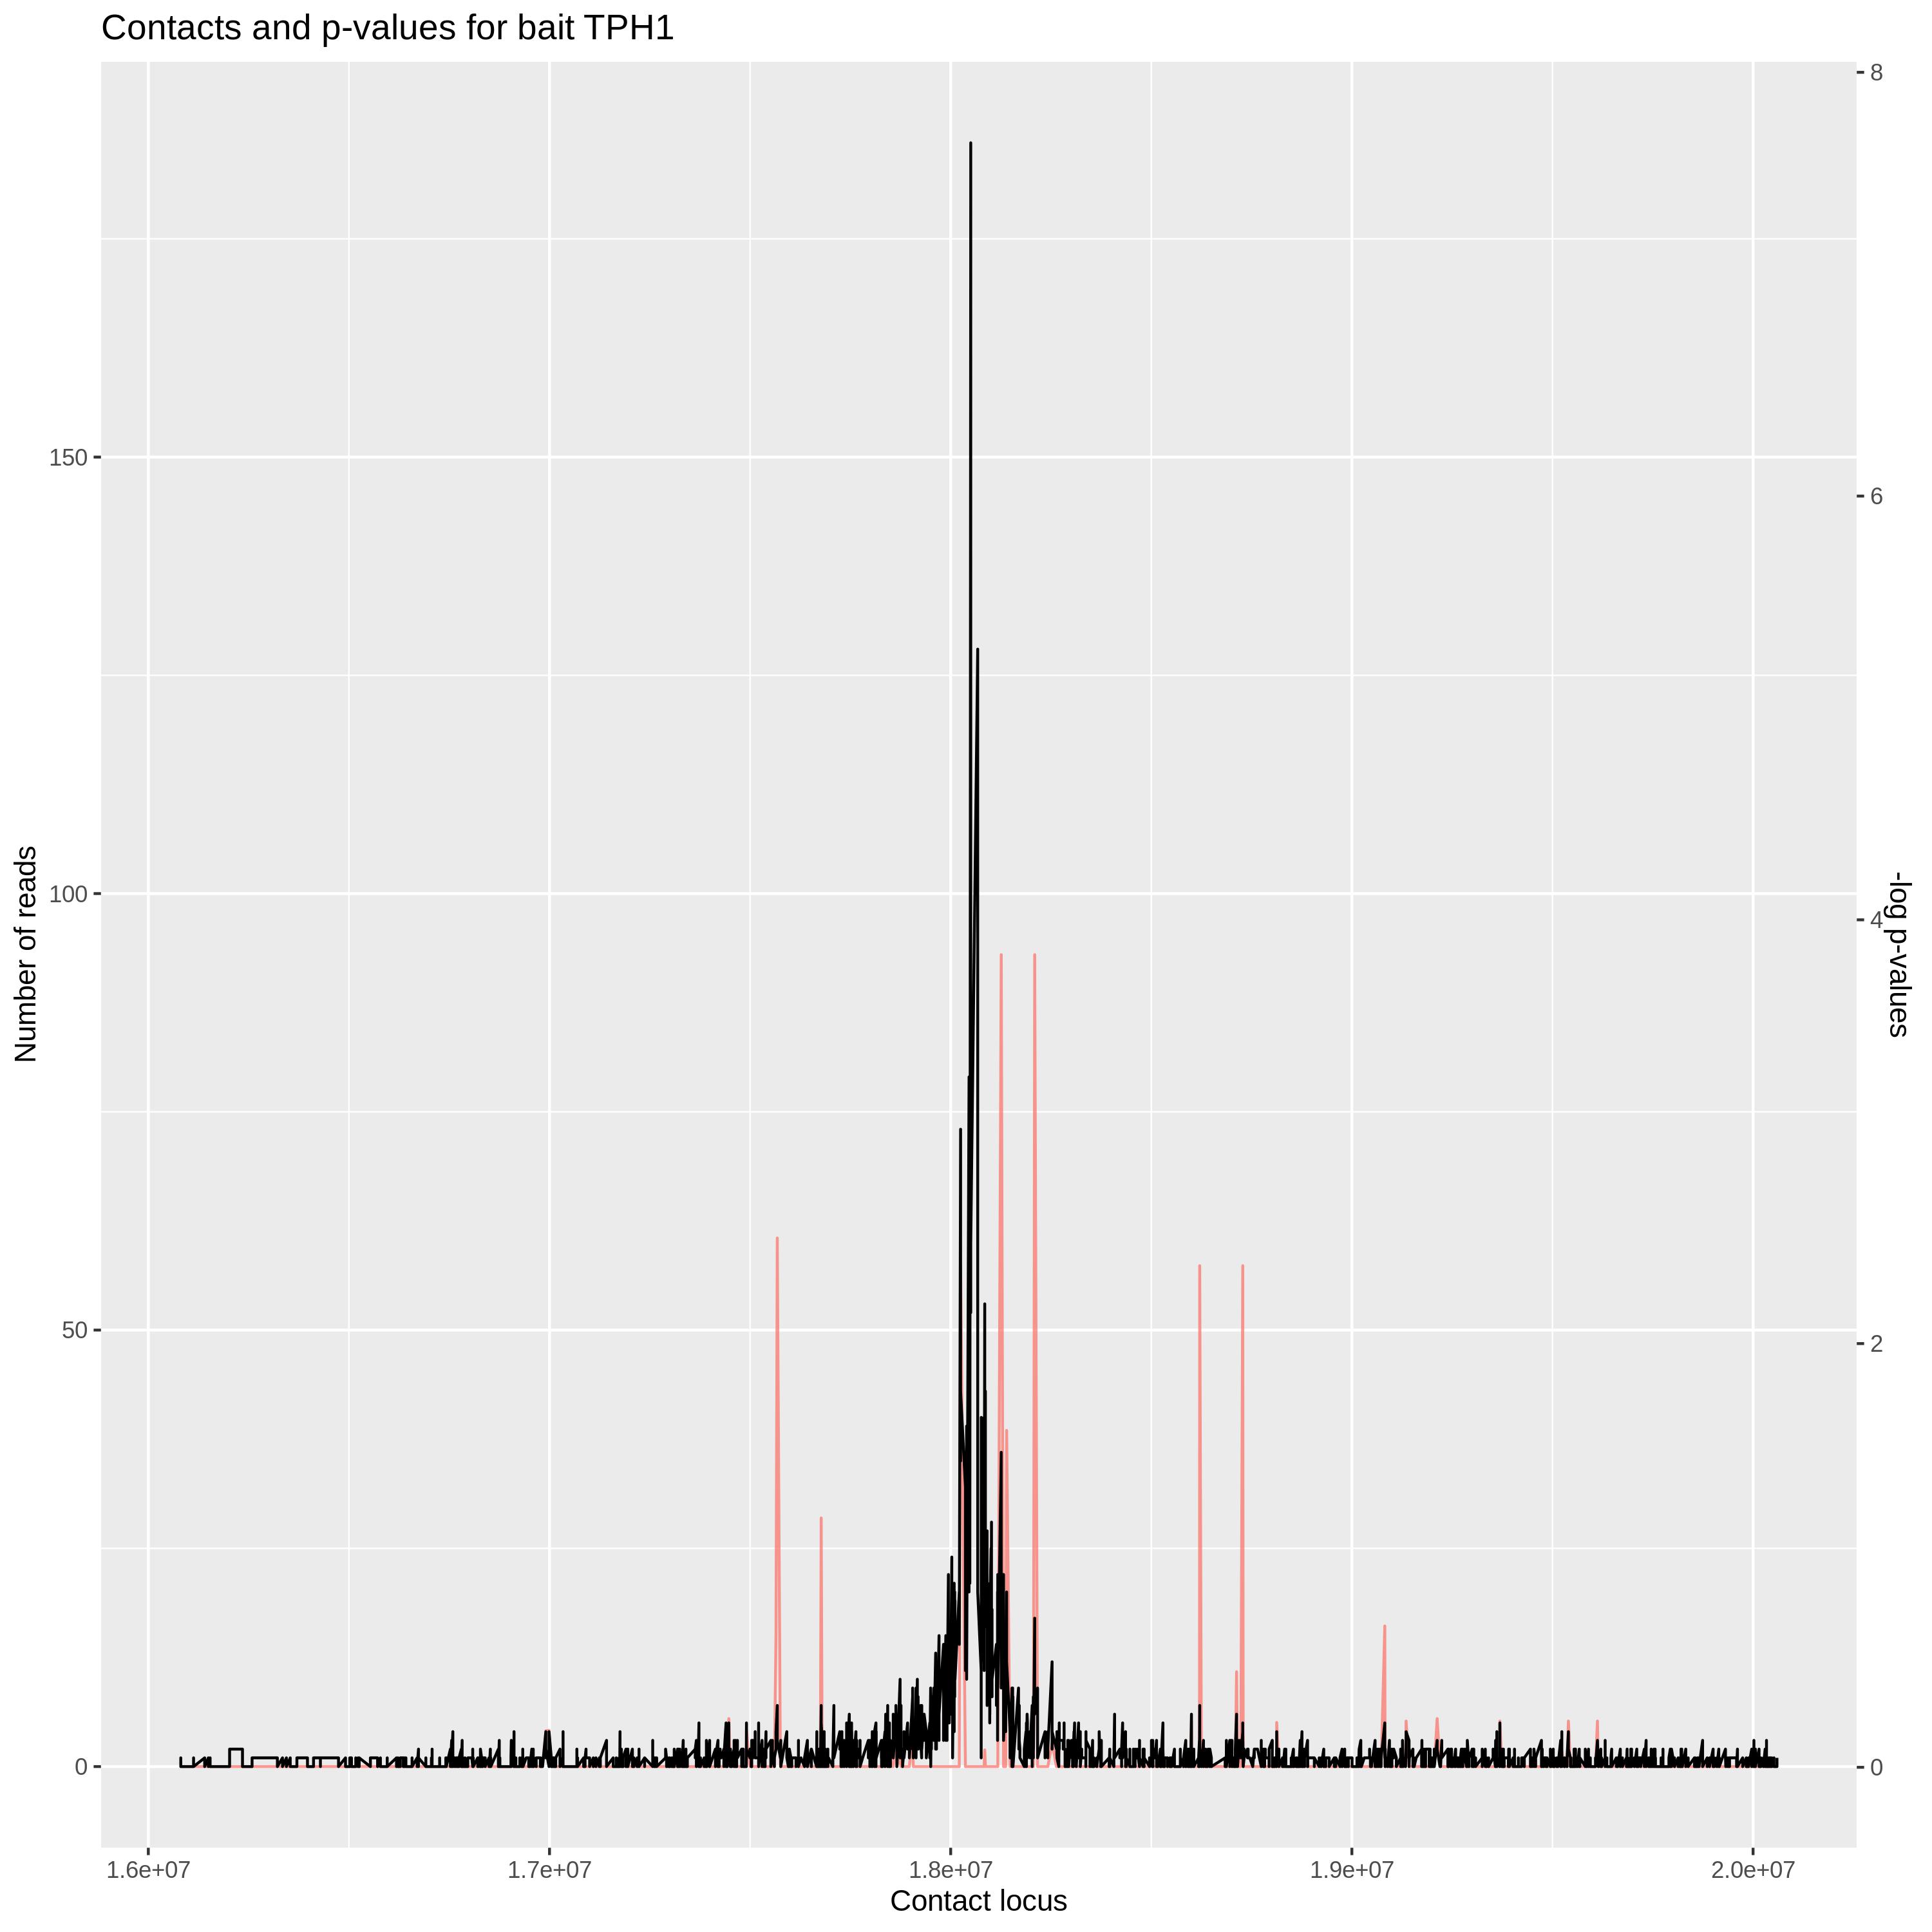 Contacts and p-values for bait TPH1
Number of reads
150
100
50
0
8
6
4
2
0
-log p-values
1.6e+07
1.7e+07
1.8e+07
1.9e+07
2.0e+07
Contact locus